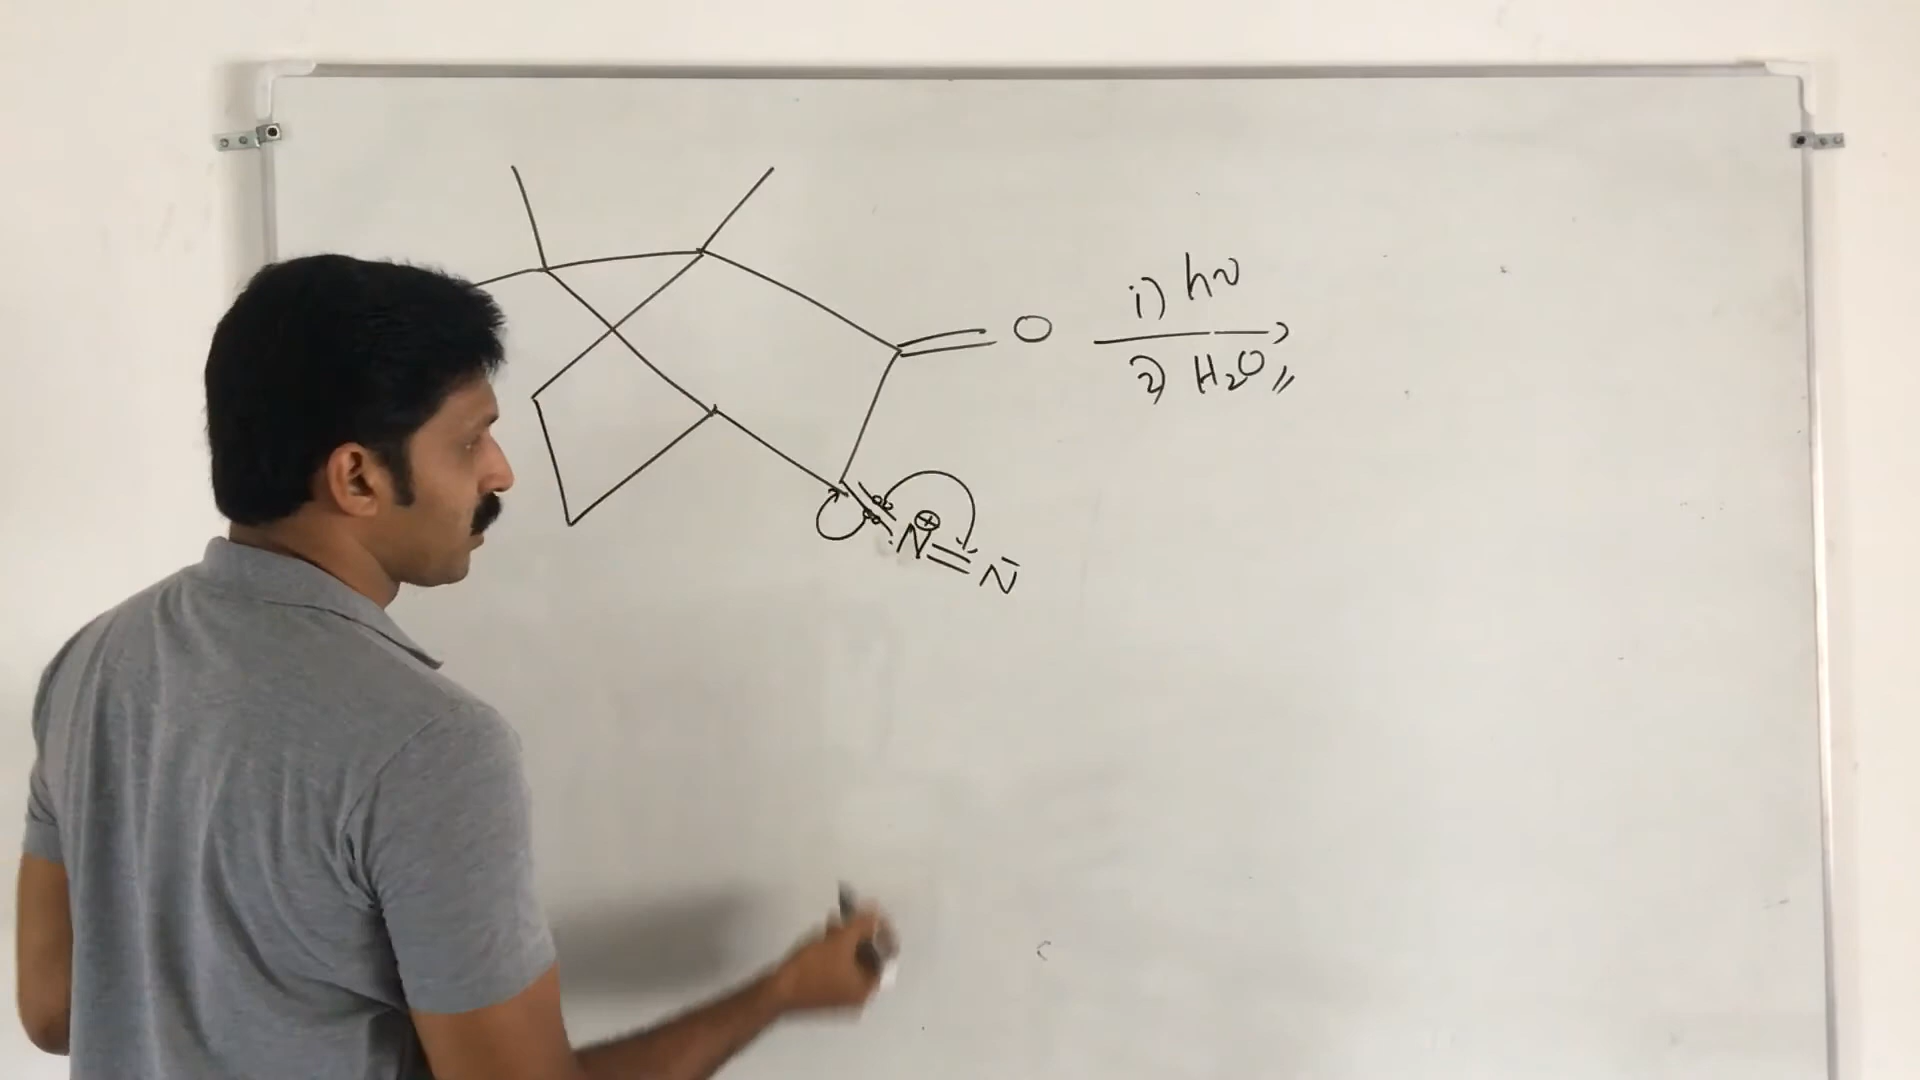 i) hν
O
2) H₂O,,
⊕
N=N̄